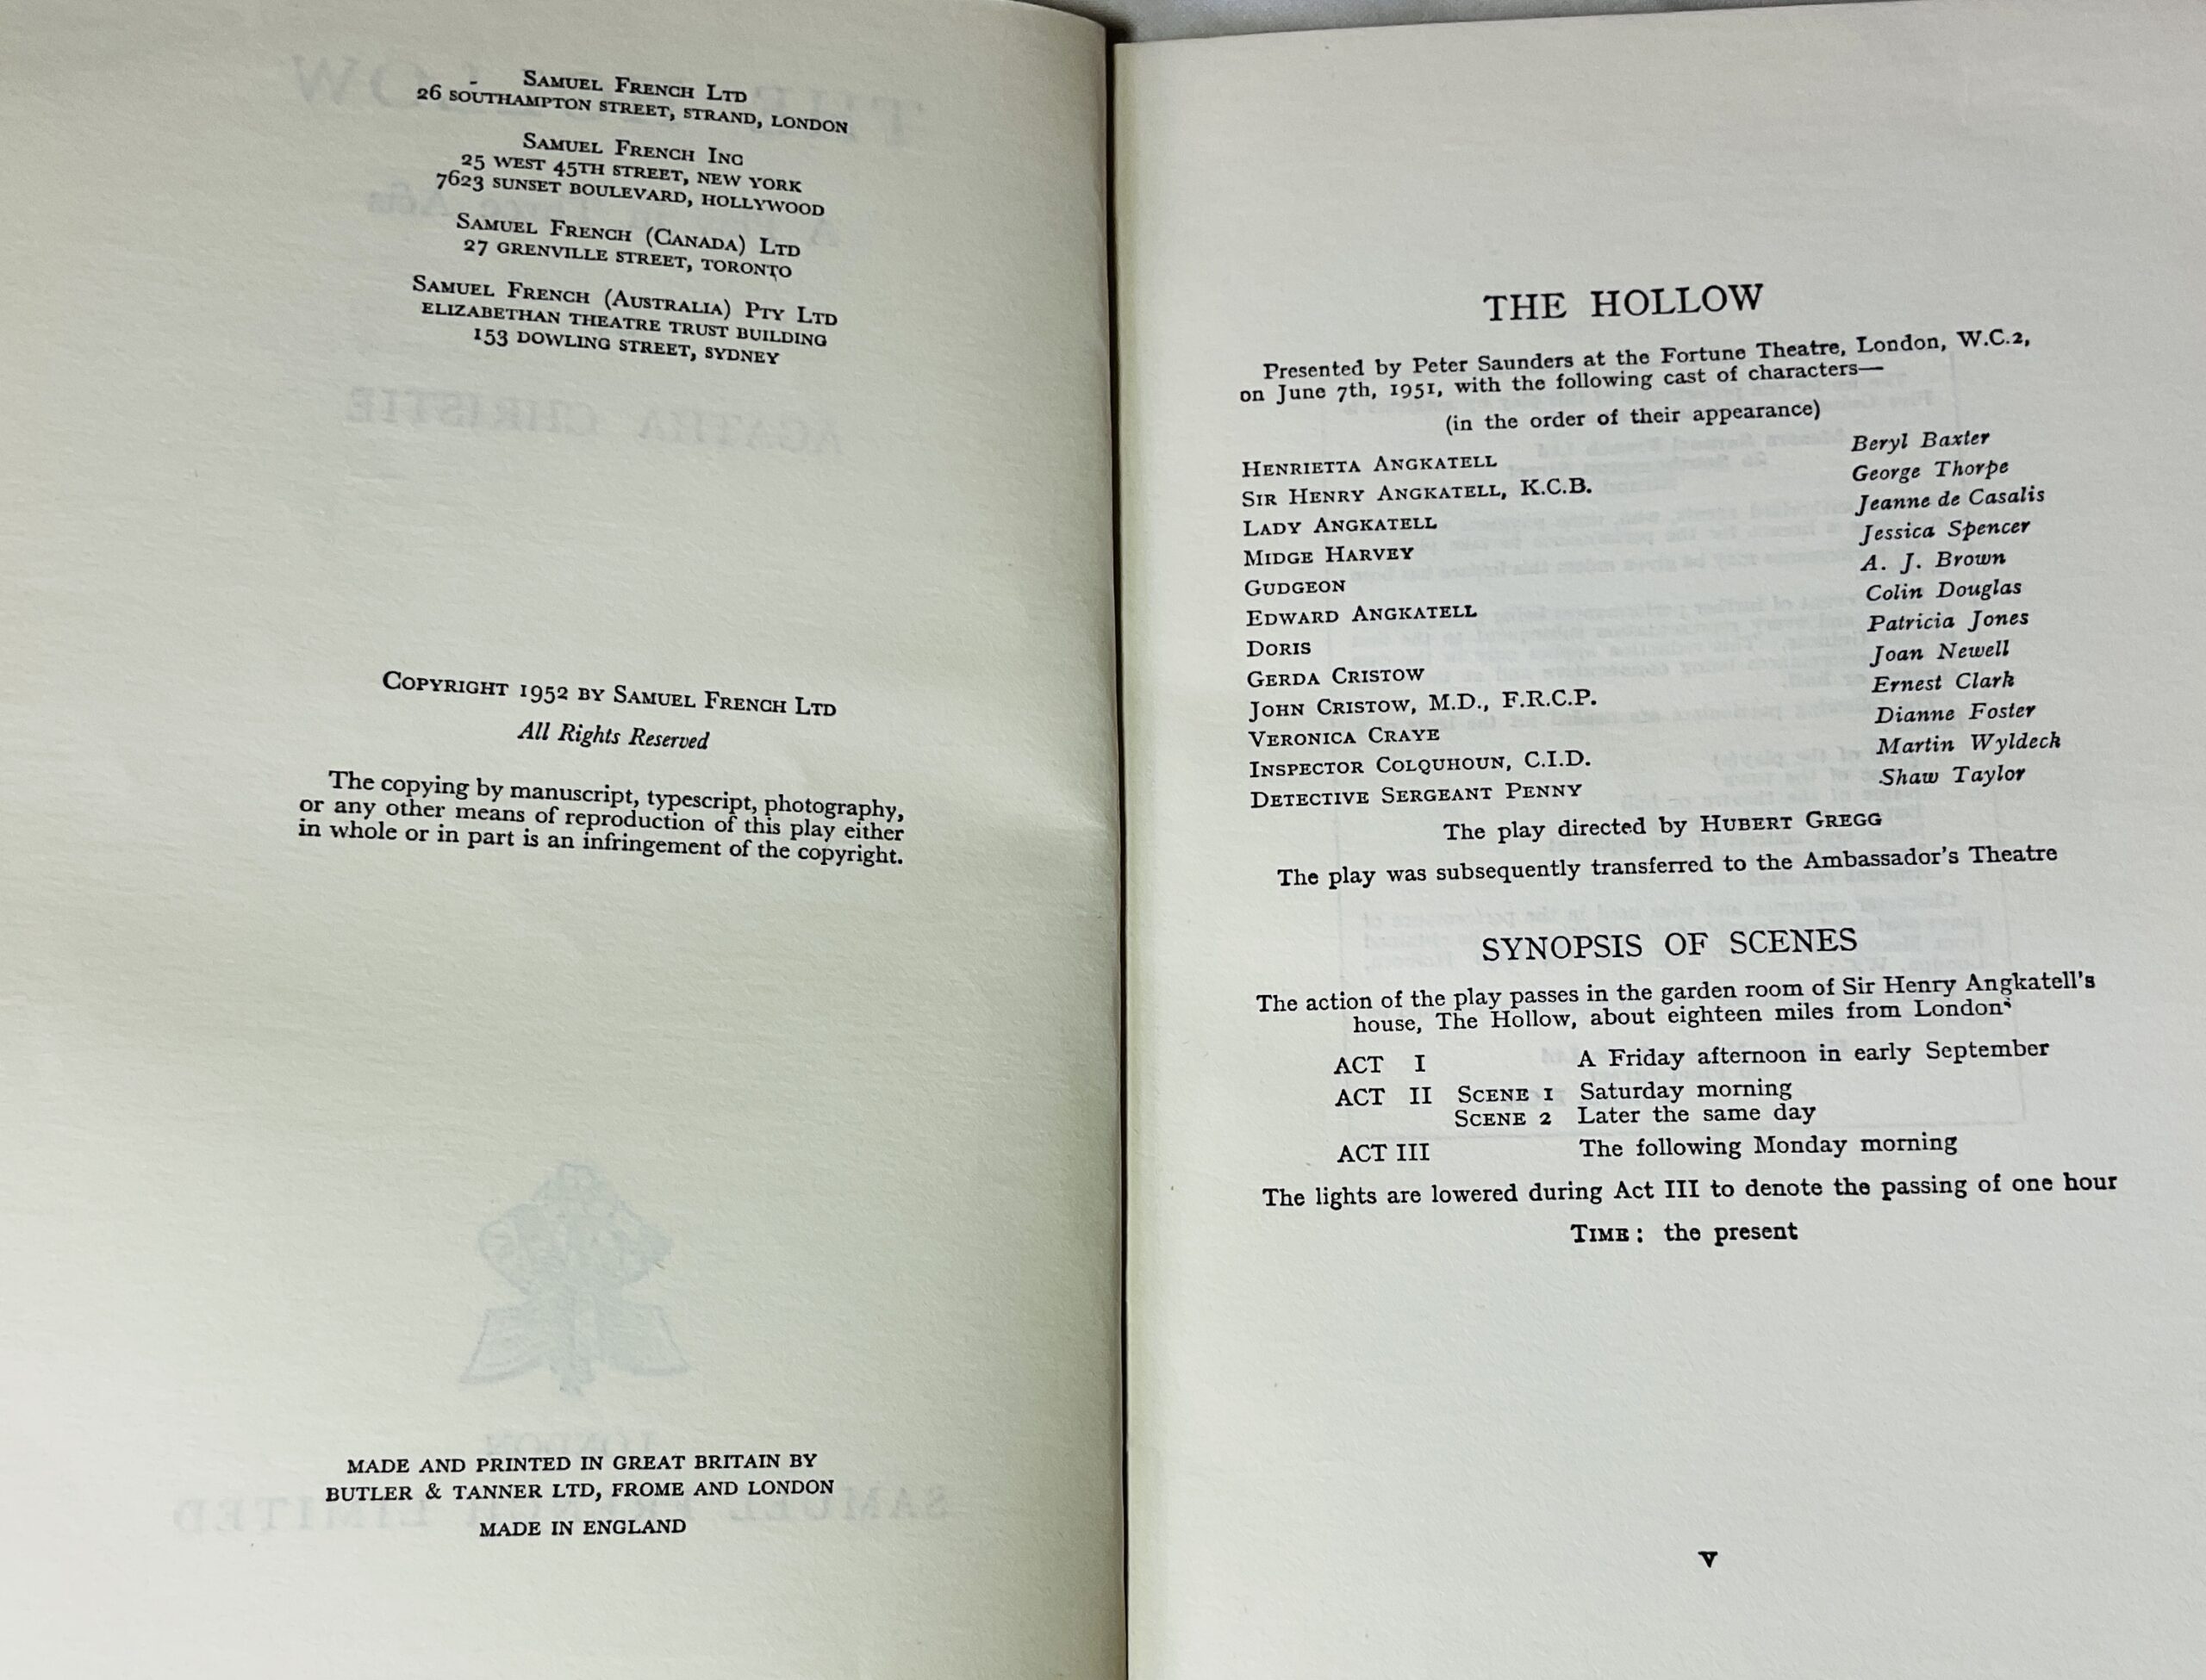 SAMUEL FRENCH LTD
26 SOUTHAMPTON STREET, STRAND, LONDON
SAMUEL FRENCH INC
25 WEST 45TH STREET, NEW YORK
7623 SUNSET BOULEVARD, HOLLYWOOD
SAMUEL FRENCH (CANADA) LTD
27 GRENVILLE STREET, TORONTO
SAMUEL FRENCH (AUSTRALIA) PTY LTD
ELIZABETHAN THEATRE TRUST BUILDING
153 DOWLING STREET, SYDNEY
COPYRIGHT 1952 BY SAMUEL FRENCH LTD
All Rights Reserved
The copying by manuscript, typescript, photography,
or any other means of reproduction of this play either
in whole or in part is an infringement of the copyright.
MADE AND PRINTED IN GREAT BRITAIN BY
BUTLER & TANNER LTD, FROME AND LONDON
MADE IN ENGLAND
THE HOLLOW
Presented by Peter Saunders at the Fortune Theatre, London, W.C.2,
on June 7th, 1951, with the following cast of characters—
(in the order of their appearance)
HENRIETTA ANGKATELL Beryl Baxter
SIR HENRY ANGKATELL, K.C.B. George Thorpe
LADY ANGKATELL Jeanne de Casalis
MIDGE HARVEY Jessica Spencer
GUDGEON A. J. Brown
EDWARD ANGKATELL Colin Douglas
DORIS Patricia Jones
GERDA CRISTOW Joan Newell
JOHN CRISTOW, M.D., F.R.C.P. Ernest Clark
VERONICA CRAYE Dianne Foster
INSPECTOR COLQUHOUN, C.I.D. Martin Wyldeck
DETECTIVE SERGEANT PENNY Shaw Taylor
The play directed by HUBERT GREGG
The play was subsequently transferred to the Ambassador's Theatre
SYNOPSIS OF SCENES
The action of the play passes in the garden room of Sir Henry Angkatell's
house, The Hollow, about eighteen miles from London
ACT I A Friday afternoon in early September
ACT II SCENE 1 Saturday morning
SCENE 2 Later the same day
ACT III The following Monday morning
The lights are lowered during Act III to denote the passing of one hour
TIME: the present
v